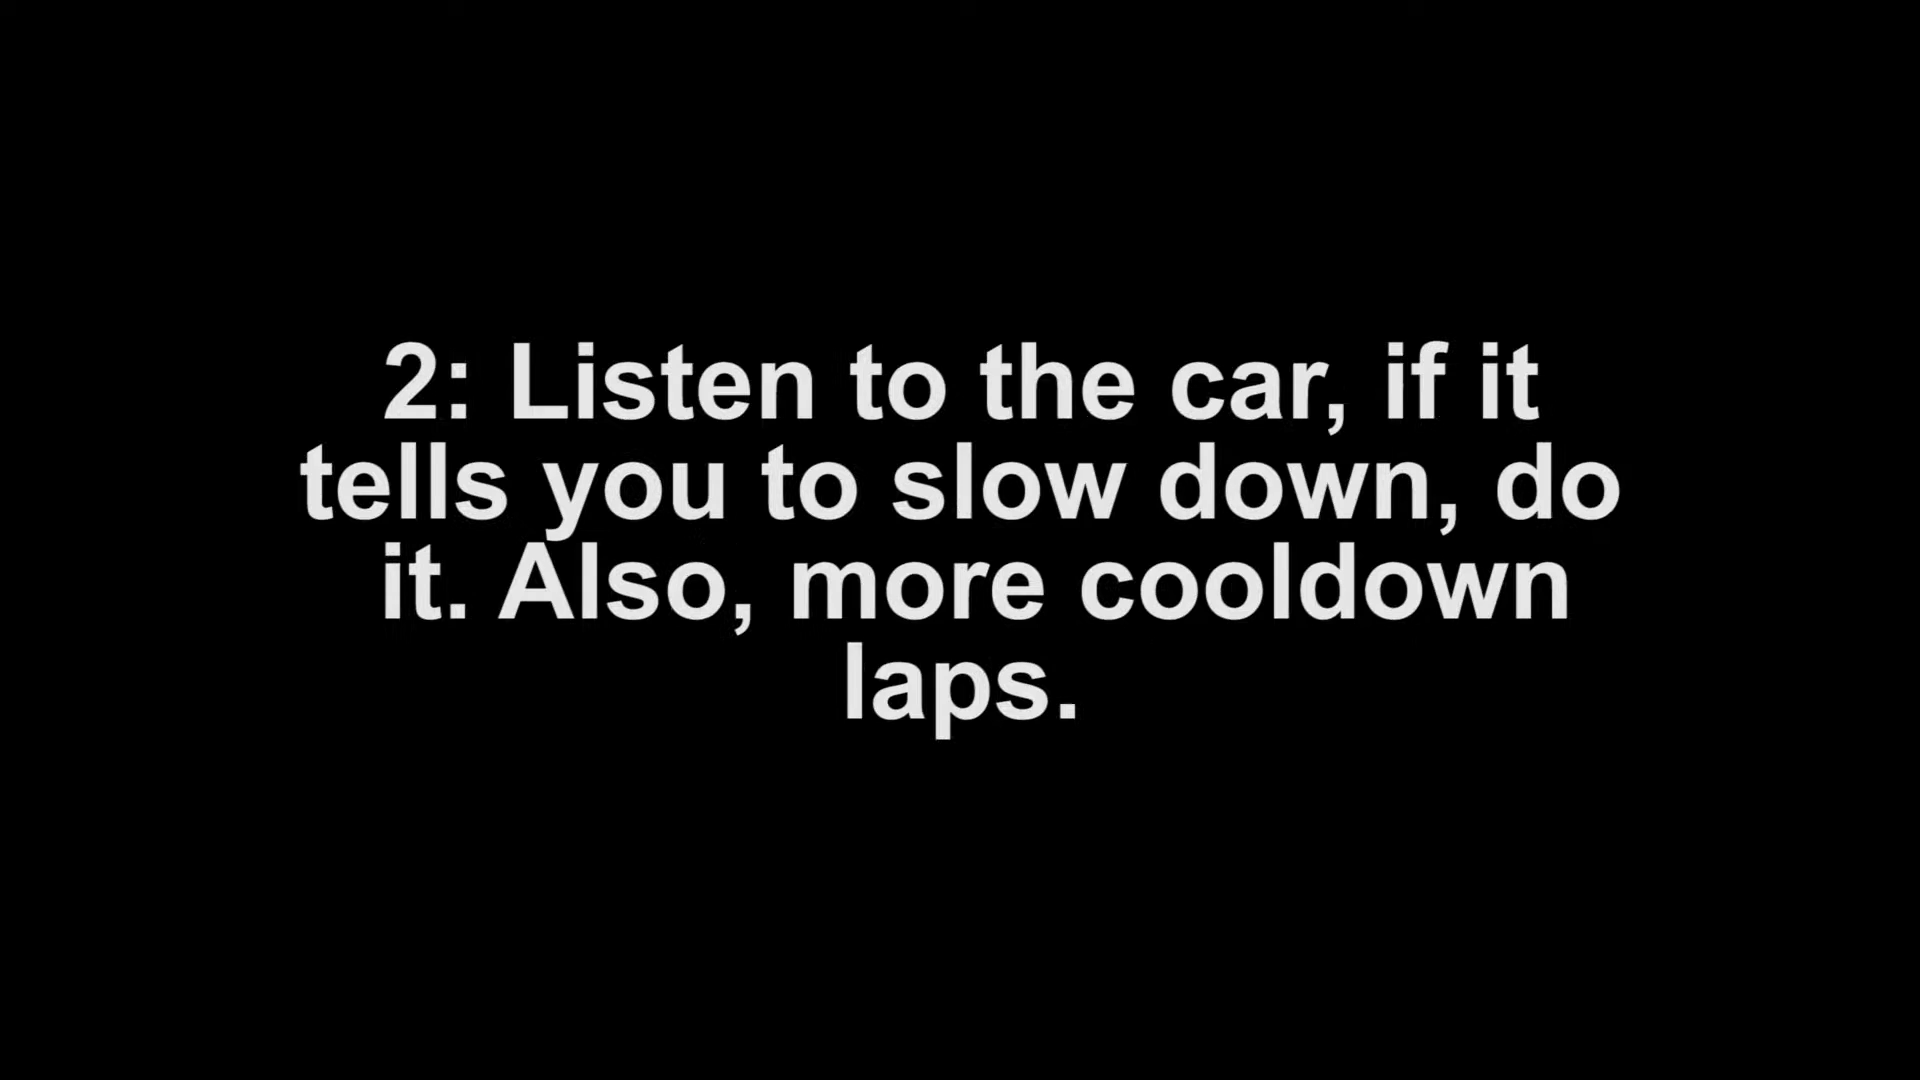 2: Listen to the car, if it
tells you to slow down, do
it. Also, more cooldown
laps.